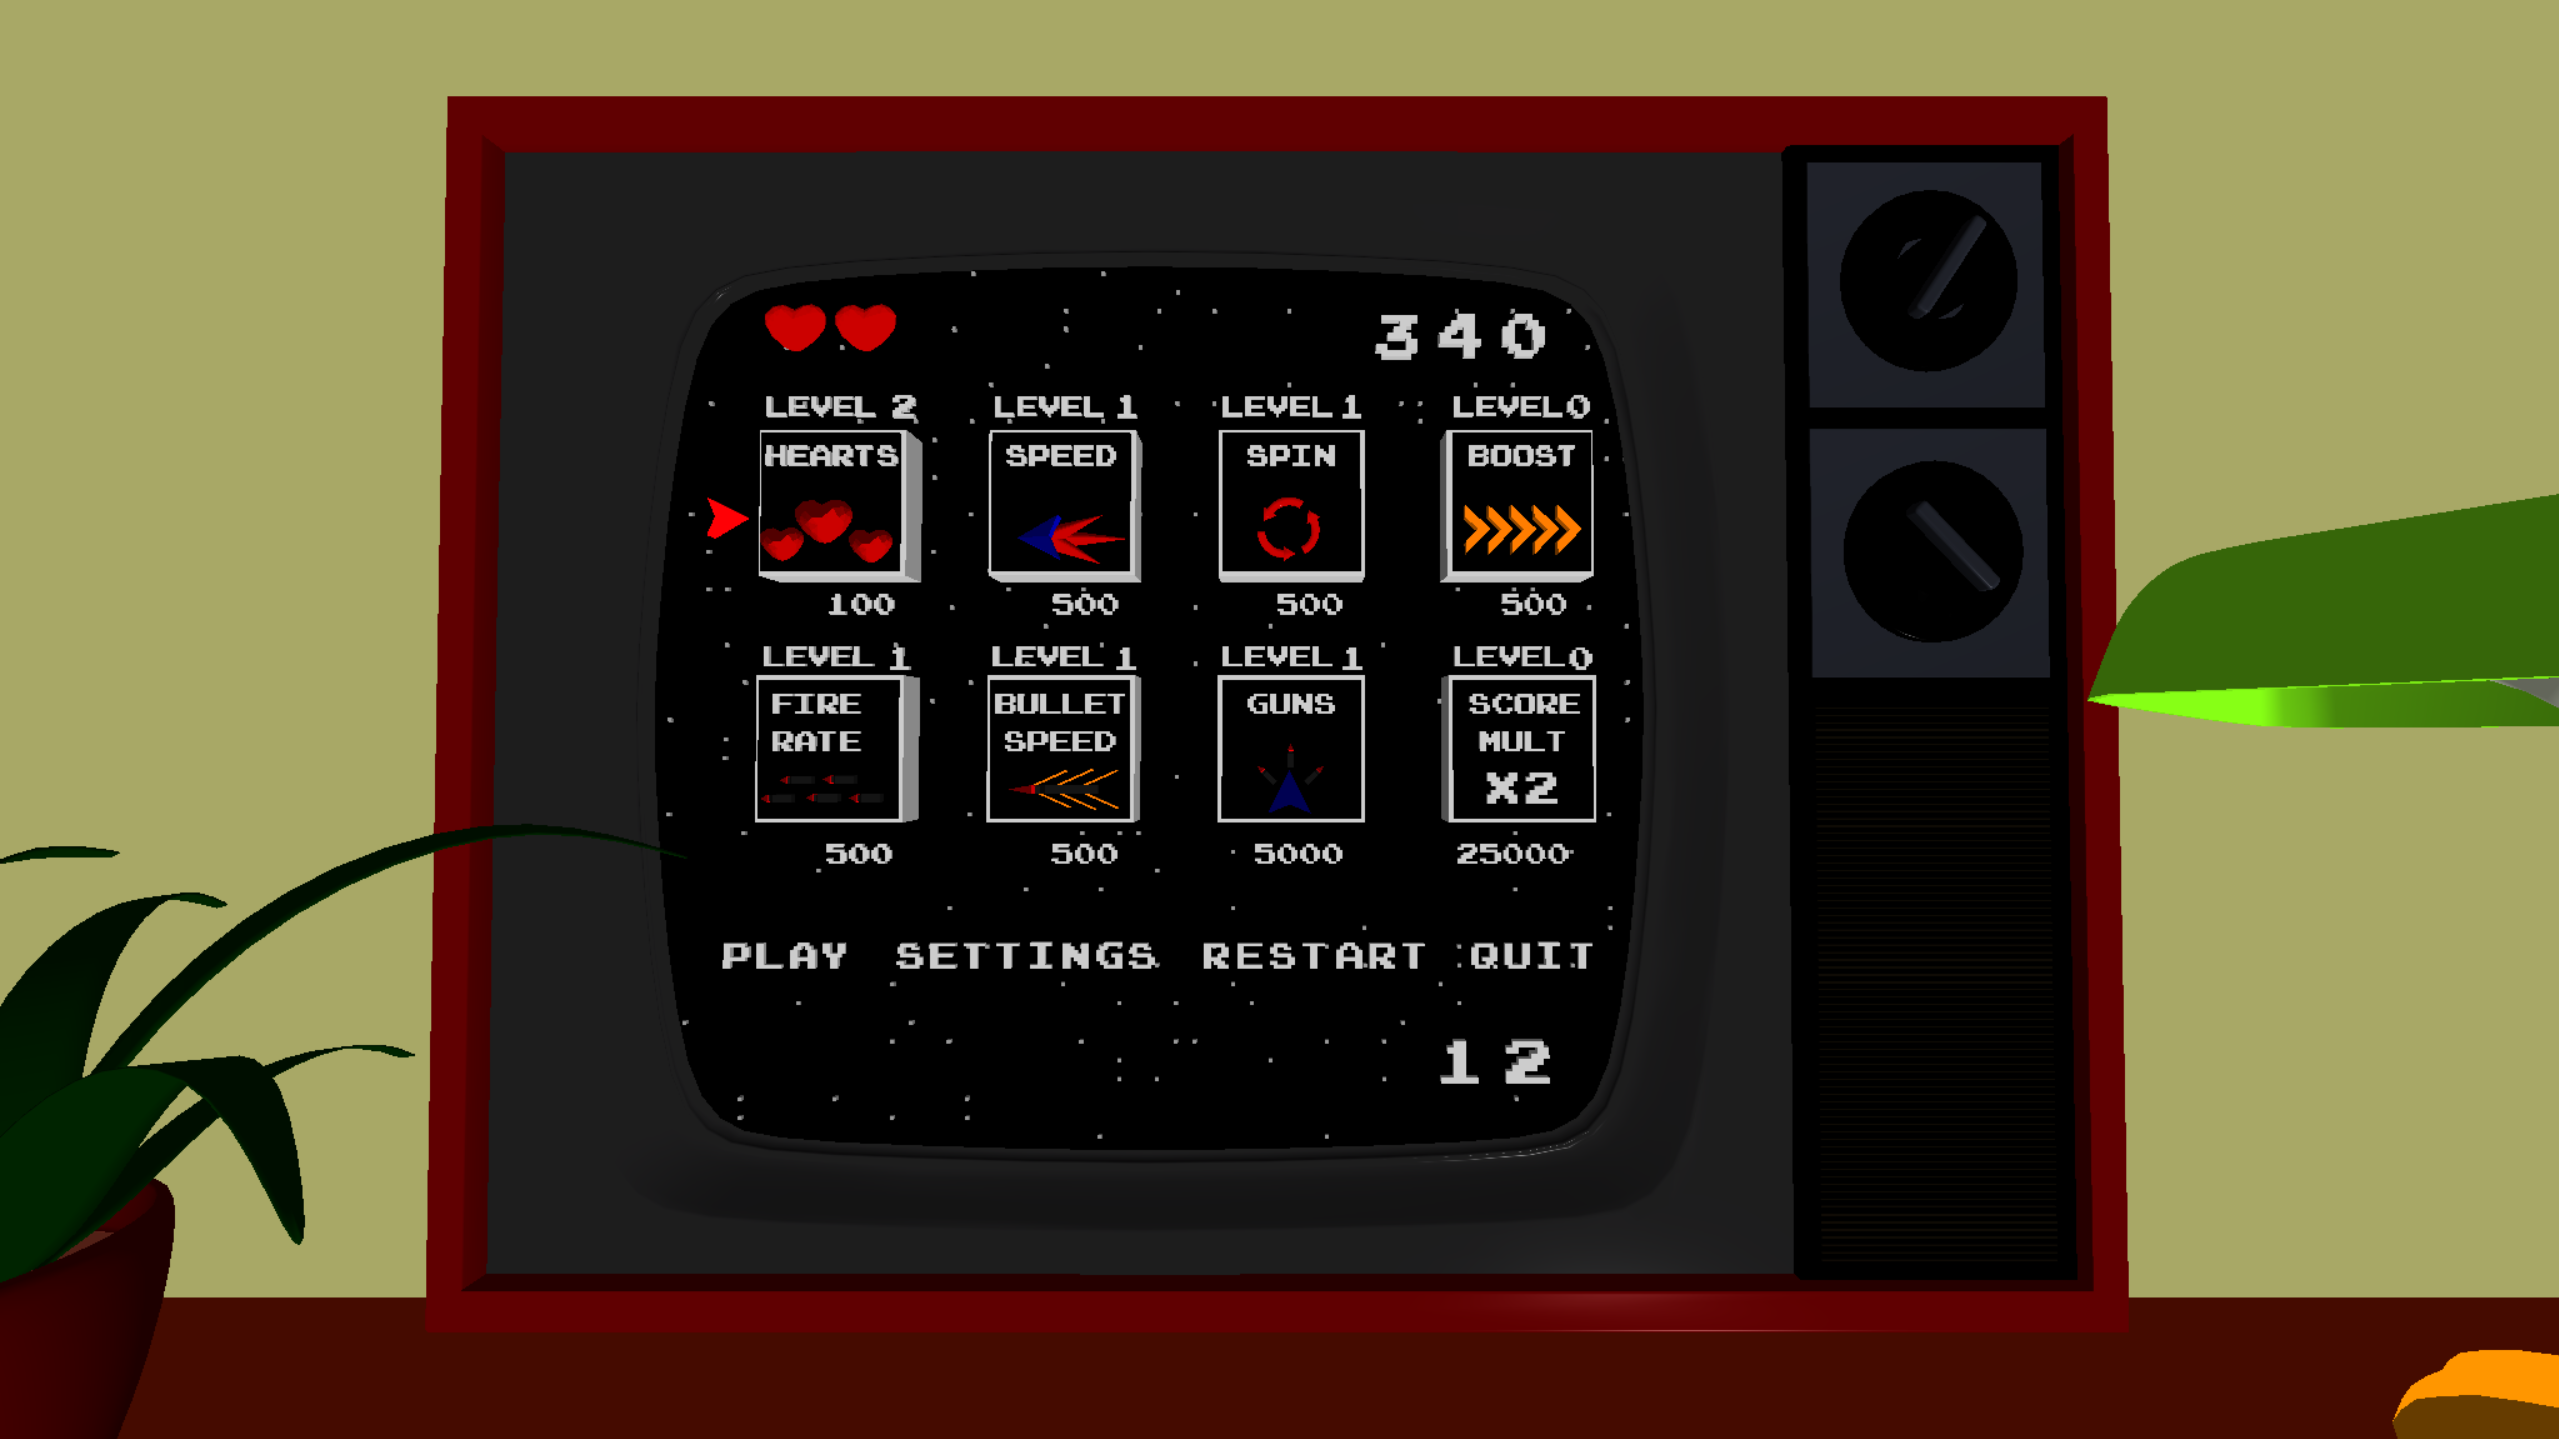 340
LEVEL 2 LEVEL 1 LEVEL 1 LEVEL 0
HEARTS SPEED SPIN BOOST
100 500 500 500
LEVEL 1 LEVEL 1 LEVEL 1 LEVEL 0
FIRE BULLET GUNS SCORE
RATE SPEED MULT
X2
500 500 5000 25000
PLAY SETTINGS RESTART QUIT
12